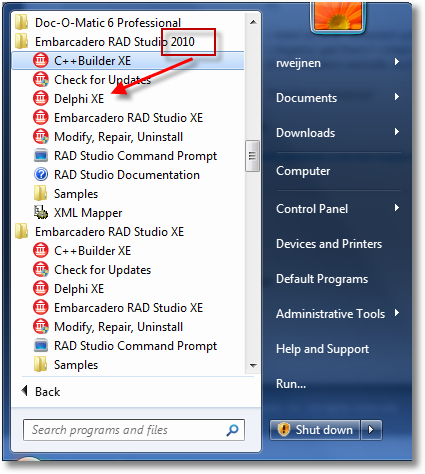 Doc-O-Matic 6 Professional
Embarcadero RAD Studio 2010
C++Builder XE
Check for Updates
Delphi XE
Embarcadero RAD Studio XE
Modify, Repair, Uninstall
RAD Studio Command Prompt
RAD Studio Documentation
Samples
XML Mapper
Embarcadero RAD Studio XE
C++Builder XE
Check for Updates
Delphi XE
Embarcadero RAD Studio XE
Modify, Repair, Uninstall
RAD Studio Command Prompt
Samples
Back
Search programs and files
rweijnen
Documents
Downloads
Computer
Control Panel
Devices and Printers
Default Programs
Administrative Tools
Help and Support
Run...
Shut down